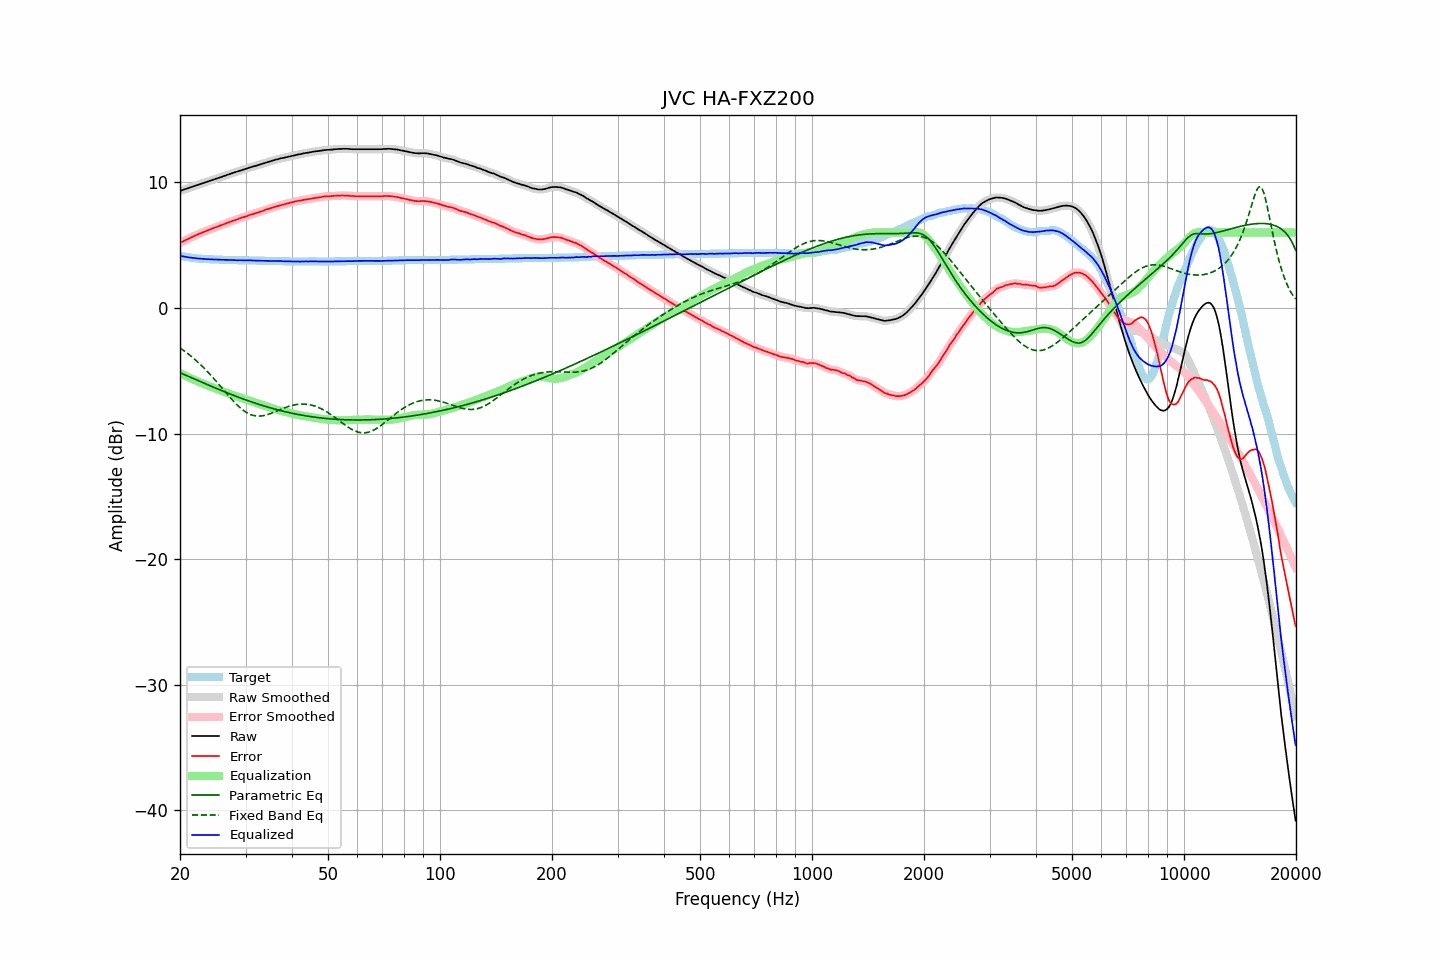 JVC HA-FXZ200
Amplitude (dBr)
10
0
−10
−20
−30
−40
Target
Raw Smoothed
Error Smoothed
Raw
Error
Equalization
Parametric Eq
Fixed Band Eq
Equalized
20 50 100 200 500 1000 2000 5000 10000 20000
Frequency (Hz)